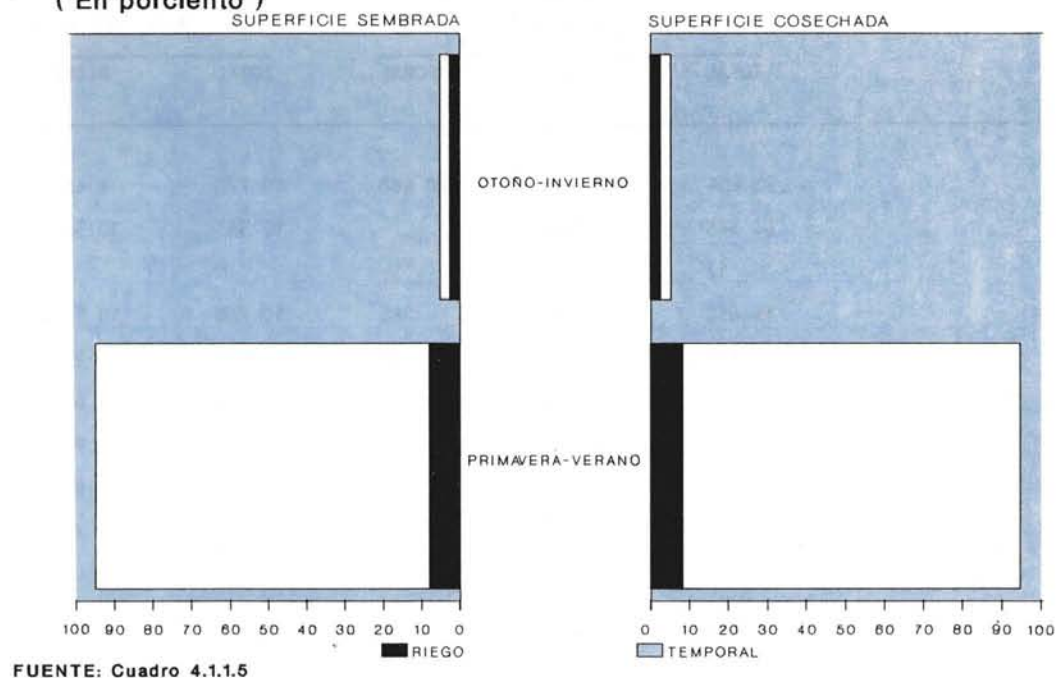 ( En porciento )
SUPERFICIE SEMBRADA
SUPERFICIE COSECHADA
OTOÑO-INVIERNO
PRIMAVERA-VERANO
100 90 80 70 60 50 40 30 20 10 0
0 10 20 30 40 50 60 70 80 90 100
RIEGO
TEMPORAL
FUENTE: Cuadro 4.1.1.5